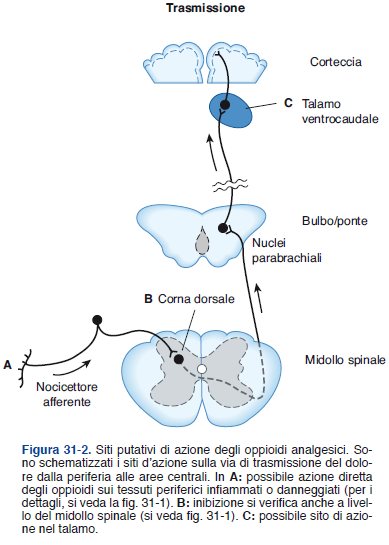 Trasmissione
Corteccia
C Talamo
ventrocaudale
Bulbo/ponte
Nuclei
parabrachiali
B Corna dorsale
A
Nocicettore
afferente
Midollo spinale
Figura 31-2. Siti putativi di azione degli oppioidi analgesici. So-
no schematizzati i siti d'azione sulla via di trasmissione del dolo-
re dalla periferia alle aree centrali. In A: possibile azione diretta
degli oppioidi sui tessuti periferici infiammati o danneggiati (per i
dettagli, si veda la fig. 31-1). B: inibizione si verifica anche a livel-
lo del midollo spinale (si veda fig. 31-1). C: possibile sito di azio-
ne nel talamo.